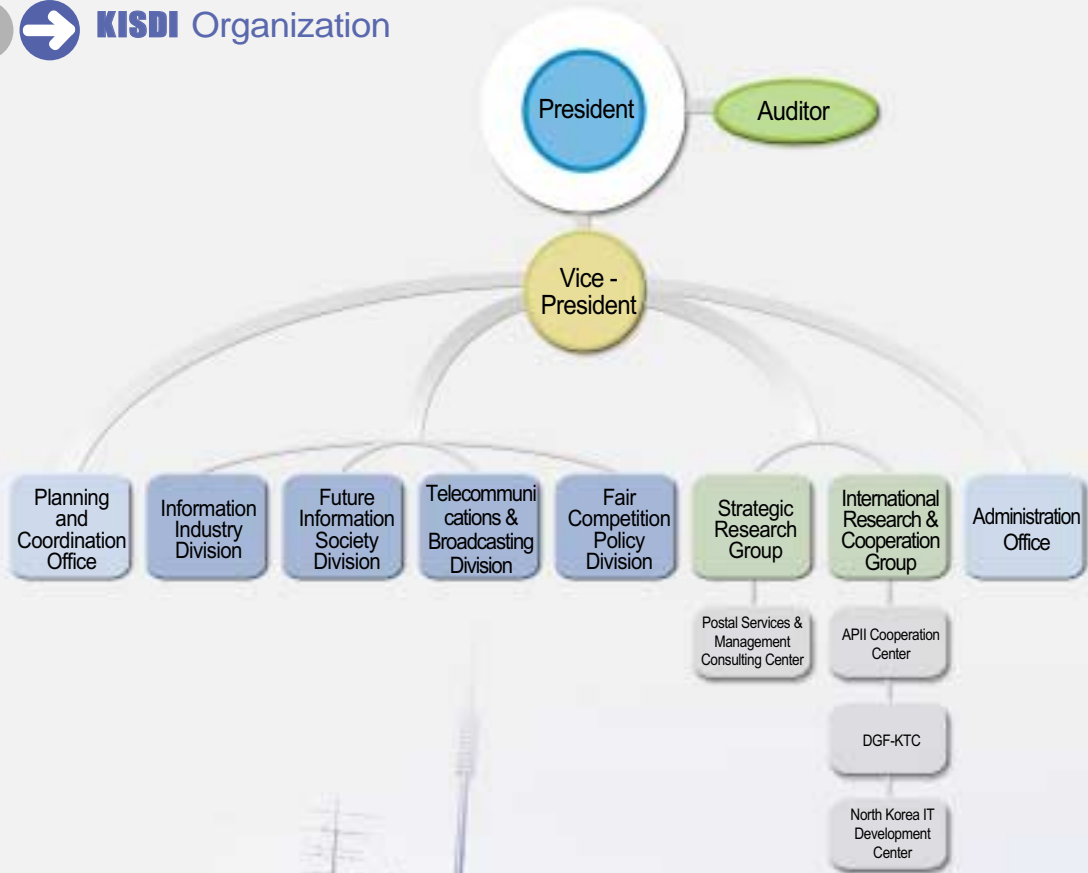 KISDI Organization
President
Auditor
Vice -
President
Planning
and
Coordination
Office
Information
Industry
Division
Future
Information
Society
Division
Telecommuni
cations &
Broadcasting
Division
Fair
Competition
Policy
Division
Strategic
Research
Group
International
Research &
Cooperation
Group
Administration
Office
Postal Services &
Management
Consulting Center
APII Cooperation
Center
DGF-KTC
North Korea IT
Development
Center